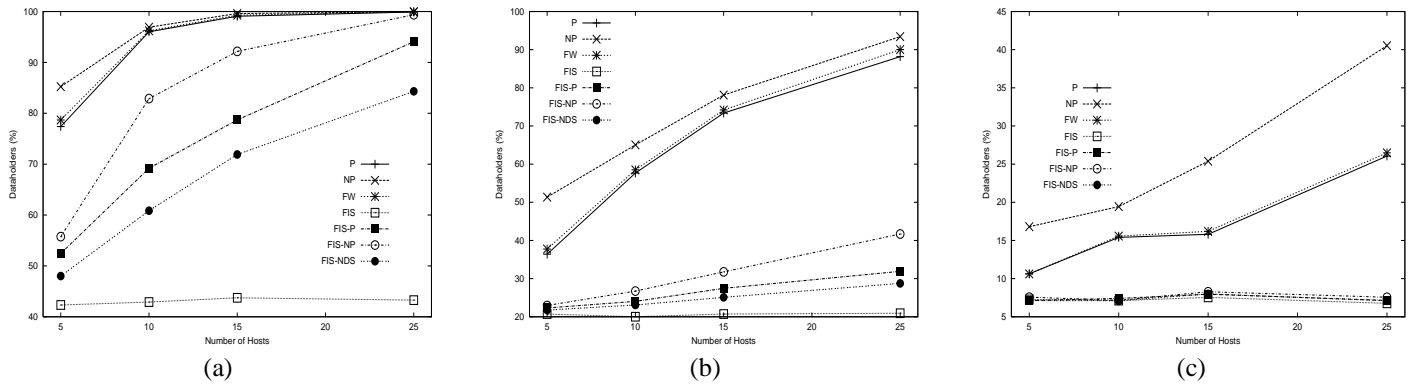 100
90
80
70
60
50
40
5
10
15
20
25
Dataholders (%)
Number of Hosts
P
NP
FW
FIS
FIS-P
FIS-NP
FIS-NDS
(a)
100
90
80
70
60
50
40
30
20
5
10
15
20
25
Dataholders (%)
Number of Hosts
P
NP
FW
FIS
FIS-P
FIS-NP
FIS-NDS
(b)
45
40
35
30
25
20
15
10
5
5
10
15
20
25
Dataholders (%)
Number of Hosts
P
NP
FW
FIS
FIS-P
FIS-NP
FIS-NDS
(c)